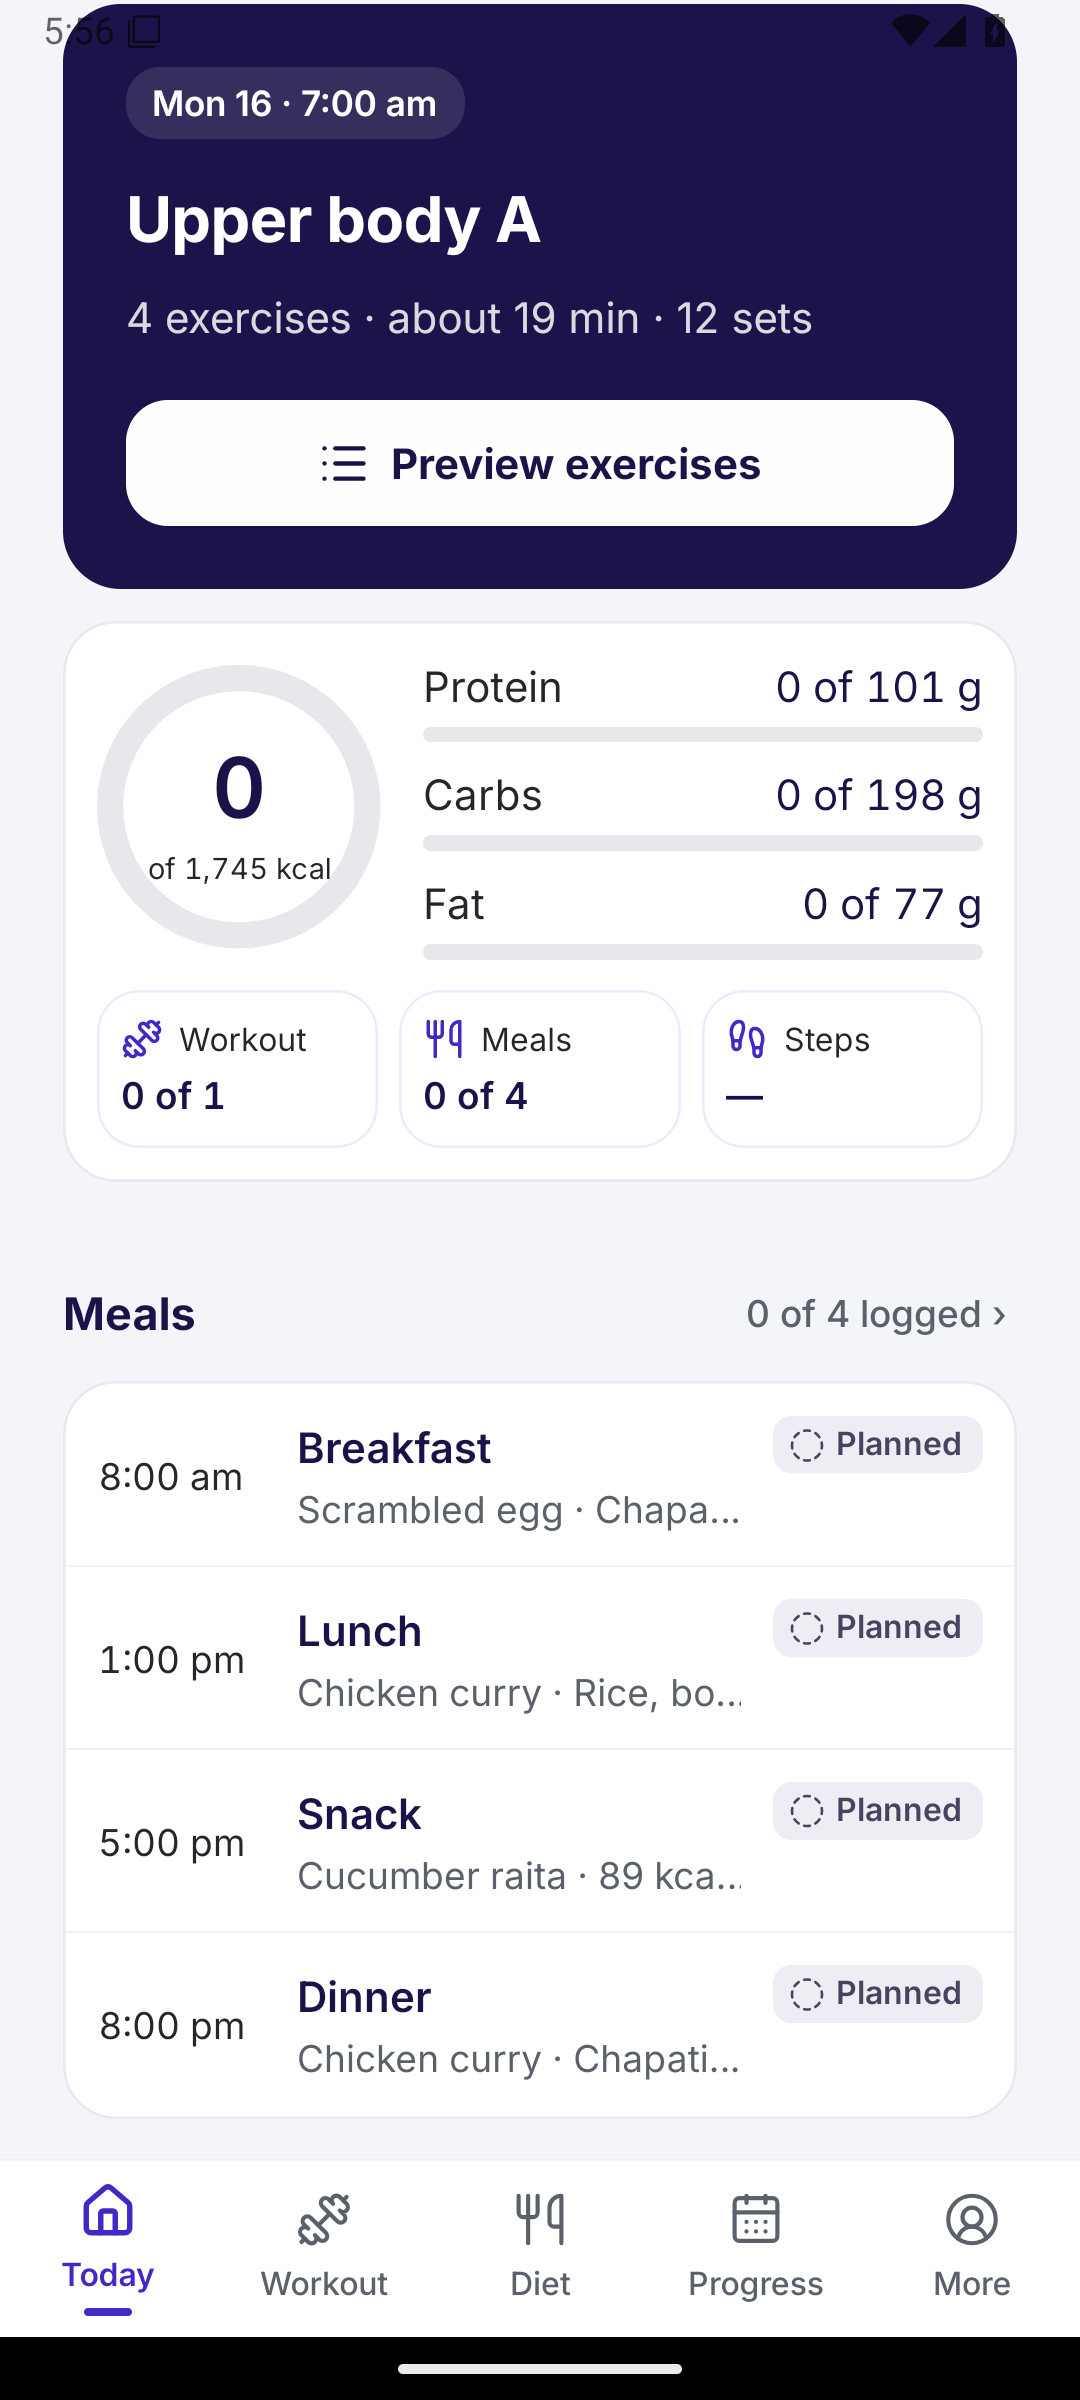 5:56
Mon 16 · 7:00 am
Upper body A
4 exercises · about 19 min · 12 sets
Preview exercises
0
of 1,745 kcal
Protein 0 of 101 g
Carbs 0 of 198 g
Fat 0 of 77 g
Workout
0 of 1
Meals
0 of 4
Steps
—
Meals 0 of 4 logged ›
8:00 am
Breakfast
Scrambled egg · Chapa...
Planned
1:00 pm
Lunch
Chicken curry · Rice, bo...
Planned
5:00 pm
Snack
Cucumber raita · 89 kca...
Planned
8:00 pm
Dinner
Chicken curry · Chapati...
Planned
Today Workout Diet Progress More